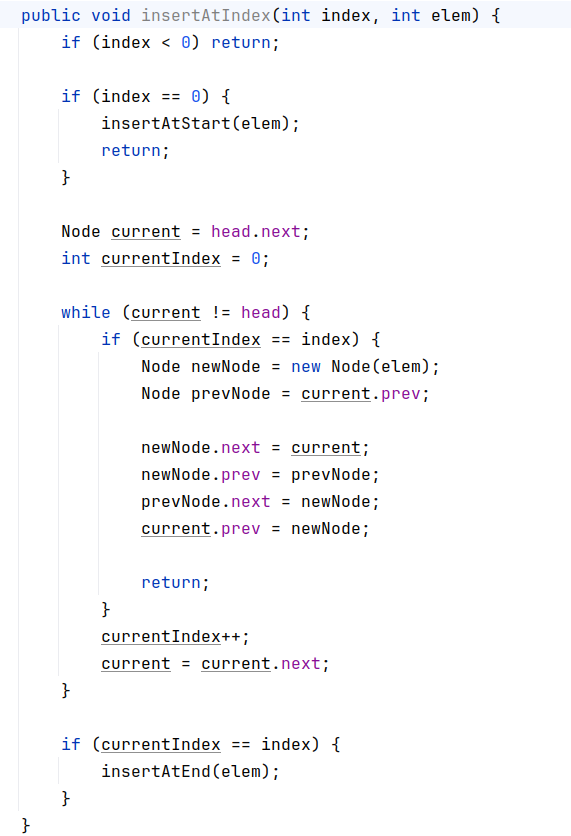 public void insertAtIndex(int index, int elem) {
    if (index < 0) return;

    if (index == 0) {
        insertAtStart(elem);
        return;
    }

    Node current = head.next;
    int currentIndex = 0;

    while (current != head) {
        if (currentIndex == index) {
            Node newNode = new Node(elem);
            Node prevNode = current.prev;

            newNode.next = current;
            newNode.prev = prevNode;
            prevNode.next = newNode;
            current.prev = newNode;

            return;
        }
        currentIndex++;
        current = current.next;
    }

    if (currentIndex == index) {
        insertAtEnd(elem);
    }
}